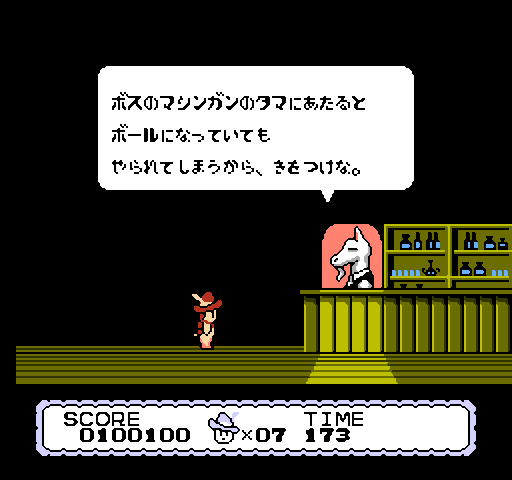 ボスのマシンガンのタマにあたると
ボールになっていても
やられてしまうから、きをつけな。
SCORE
0100100
×07
TIME
173